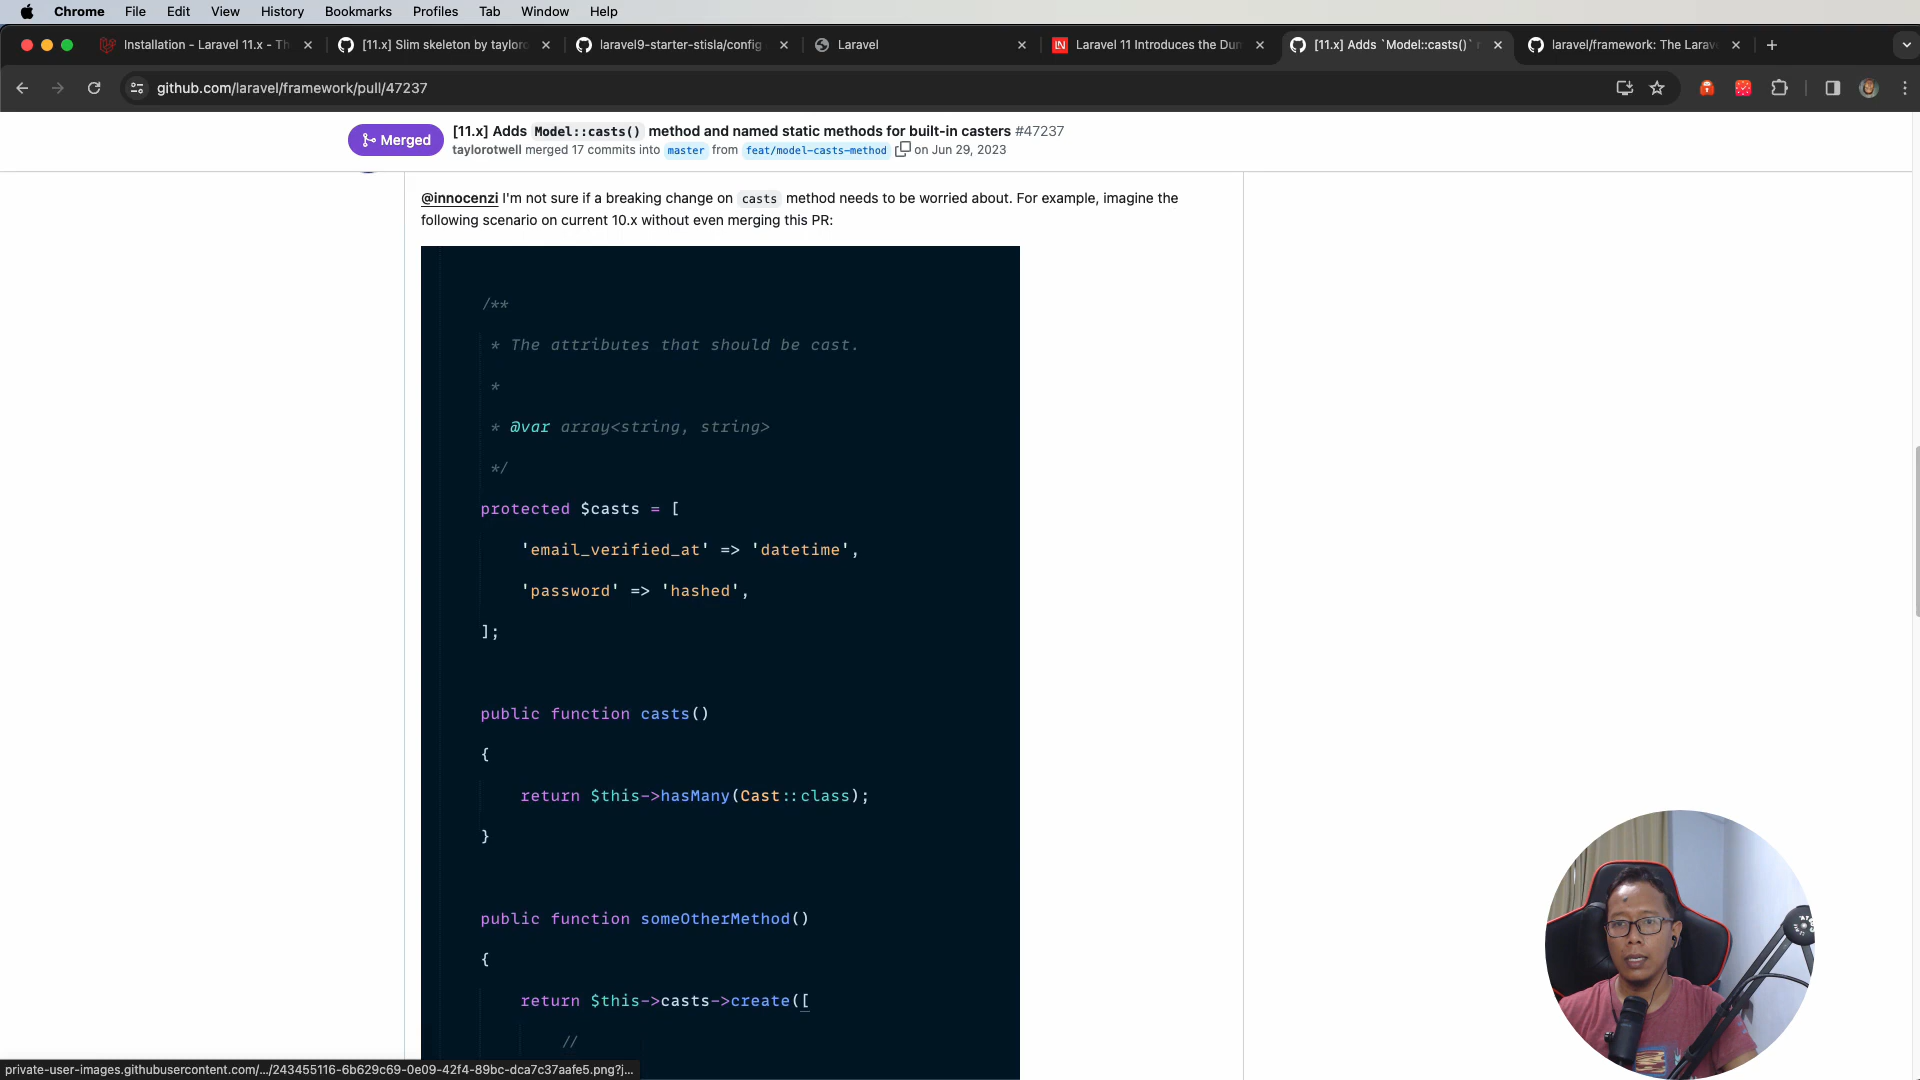 Chrome File Edit View History Bookmarks Profiles Tab Window Help
Installation - Laravel 11.x - Th
[11.x] Slim skeleton by tayloro
laravel9-starter-stisla/config
Laravel
Laravel 11 Introduces the Dum
[11.x] Adds `Model::casts()`
laravel/framework: The Larav
github.com/laravel/framework/pull/47237
Merged
[11.x] Adds Model::casts() method and named static methods for built-in casters #47237
taylorotwell merged 17 commits into master from feat/model-casts-method on Jun 29, 2023
@innocenzi I'm not sure if a breaking change on casts method needs to be worried about. For example, imagine the
following scenario on current 10.x without even merging this PR:
/**
* The attributes that should be cast.
*
* @var array<string, string>
*/
protected $casts = [
'email_verified_at' => 'datetime',
'password' => 'hashed',
];
public function casts()
{
return $this->hasMany(Cast::class);
}
public function someOtherMethod()
{
return $this->casts->create([
//
private-user-images.githubusercontent.com/.../243455116-6b629c69-0e09-42f4-89bc-dca7c37aafe5.png?j...